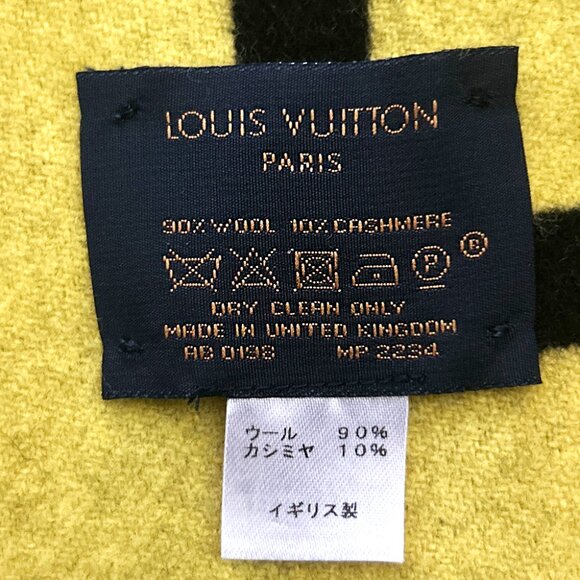 LOUIS VUITTON
PARIS
90% WOOL 10% CASHMERE
P ®
DRY CLEAN ONLY
MADE IN UNITED KINGDOM
AB 0198 MP 2234
ウール 90%
カシミヤ 10%
イギリス製